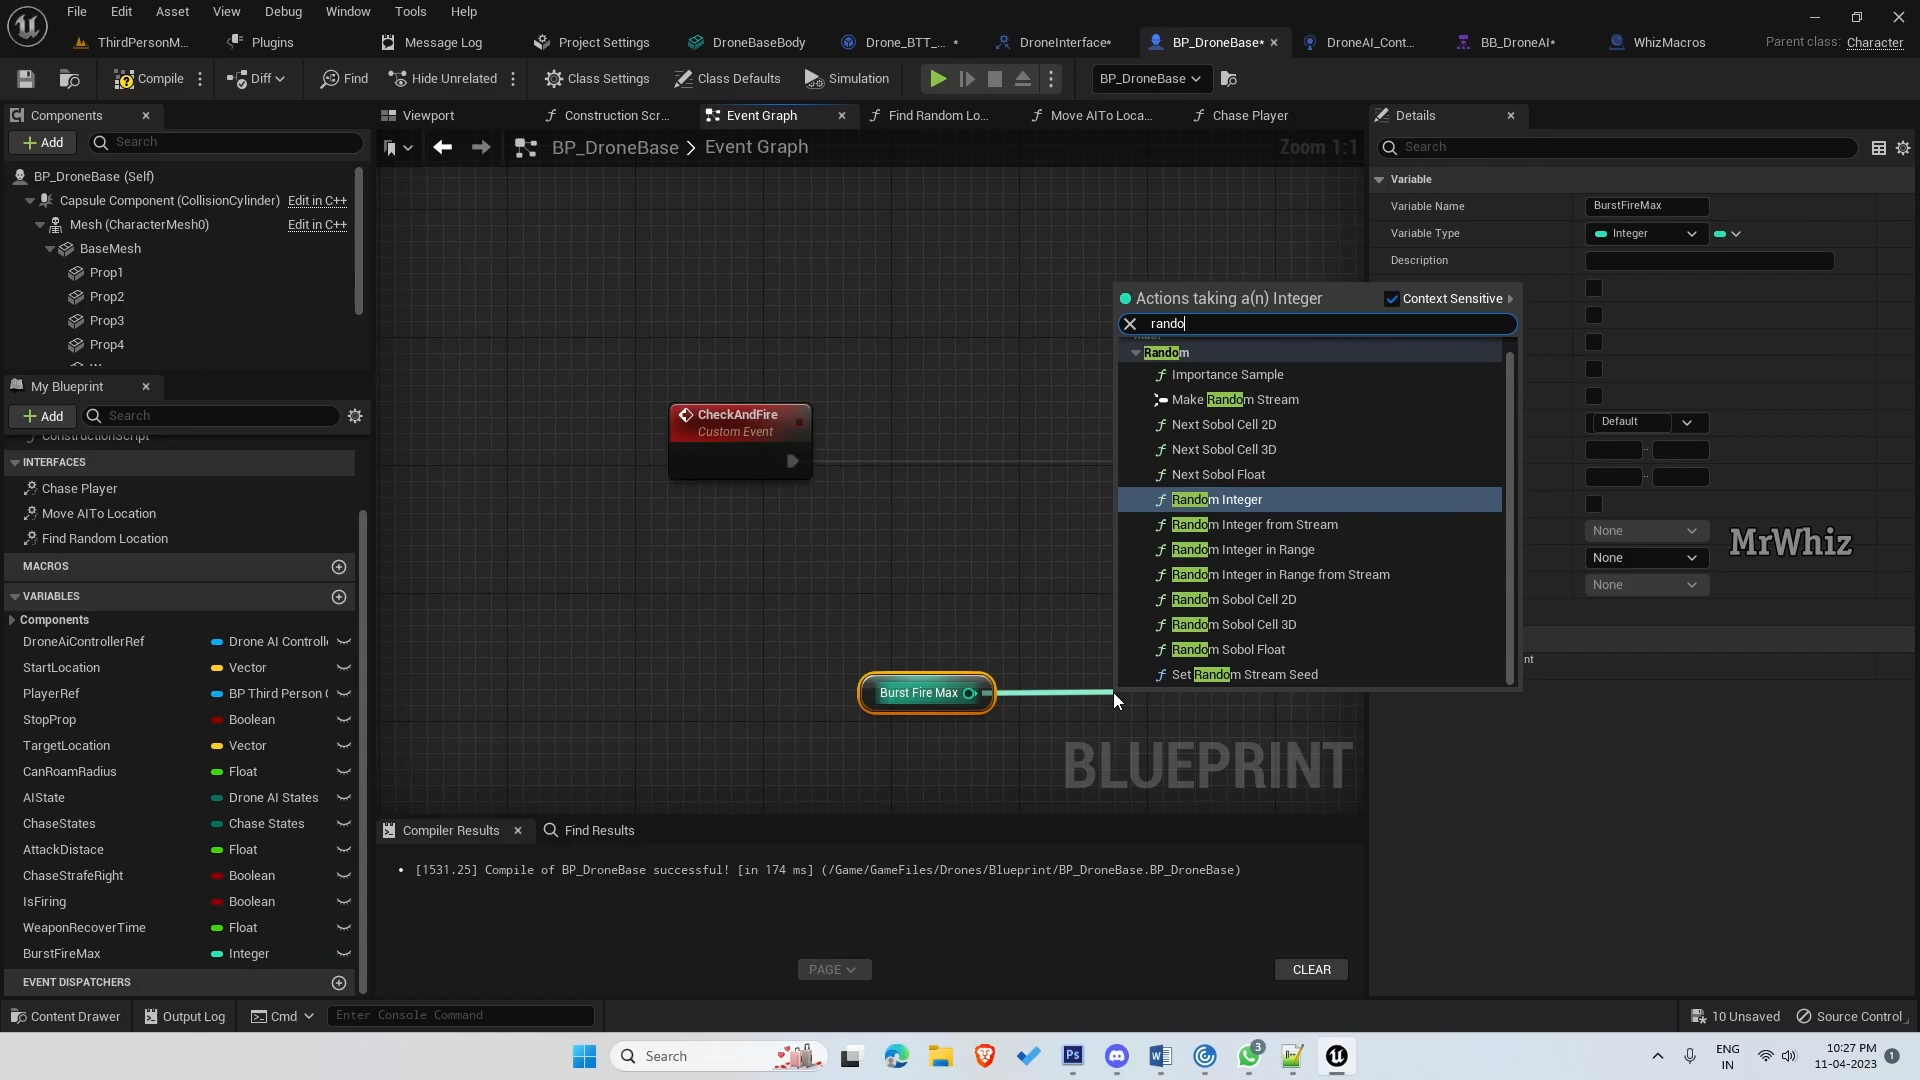 File Edit Asset View Debug Window Tools Help
ThirdPersonM... Plugins Message Log Project Settings DroneBaseBody Drone_BTT_... * DroneInterface* BP_DroneBase* DroneAI_Cont... BB_DroneAI* WhizMacros Parent class: Character
Compile Diff Find Hide Unrelated Class Settings Class Defaults Simulation BP_DroneBase
Components Viewport Construction Scr... Event Graph Find Random Lo... Move AITo Loca... Chase Player Details
Add Search BP_DroneBase > Event Graph Zoom 1:1 Search
BP_DroneBase (Self) Variable
Capsule Component (CollisionCylinder) Edit in C++ Variable Name BurstFireMax
Mesh (CharacterMesh0) Edit in C++ Variable Type Integer
BaseMesh Description
Prop1
Prop2
Prop3
Prop4
Actions taking a(n) Integer Context Sensitive
rando
Random
Importance Sample
Make Random Stream
Next Sobol Cell 2D
Next Sobol Cell 3D
Next Sobol Float
Random Integer
Random Integer from Stream
Random Integer in Range
Random Integer in Range from Stream
Random Sobol Cell 2D
Random Sobol Cell 3D
Random Sobol Float
Set Random Stream Seed
Default
None
None
None
MrWhiz
My Blueprint
Add Search
ConstructionScript
INTERFACES
Chase Player
Move AITo Location
Find Random Location
MACROS
VARIABLES
Components
DroneAiControllerRef Drone AI Controll
StartLocation Vector
PlayerRef BP Third Person
StopProp Boolean
TargetLocation Vector
CanRoamRadius Float
AIState Drone AI States
ChaseStates Chase States
AttackDistace Float
ChaseStrafeRight Boolean
IsFiring Boolean
WeaponRecoverTime Float
BurstFireMax Integer
EVENT DISPATCHERS
CheckAndFire
Custom Event
Burst Fire Max
BLUEPRINT
Compiler Results Find Results
• [1531.25] Compile of BP_DroneBase successful! [in 174 ms] (/Game/GameFiles/Drones/Blueprint/BP_DroneBase.BP_DroneBase)
PAGE CLEAR
Content Drawer Output Log Cmd Enter Console Command 10 Unsaved Source Control
Search 3 ENG IN 10:27 PM 11-04-2023 1